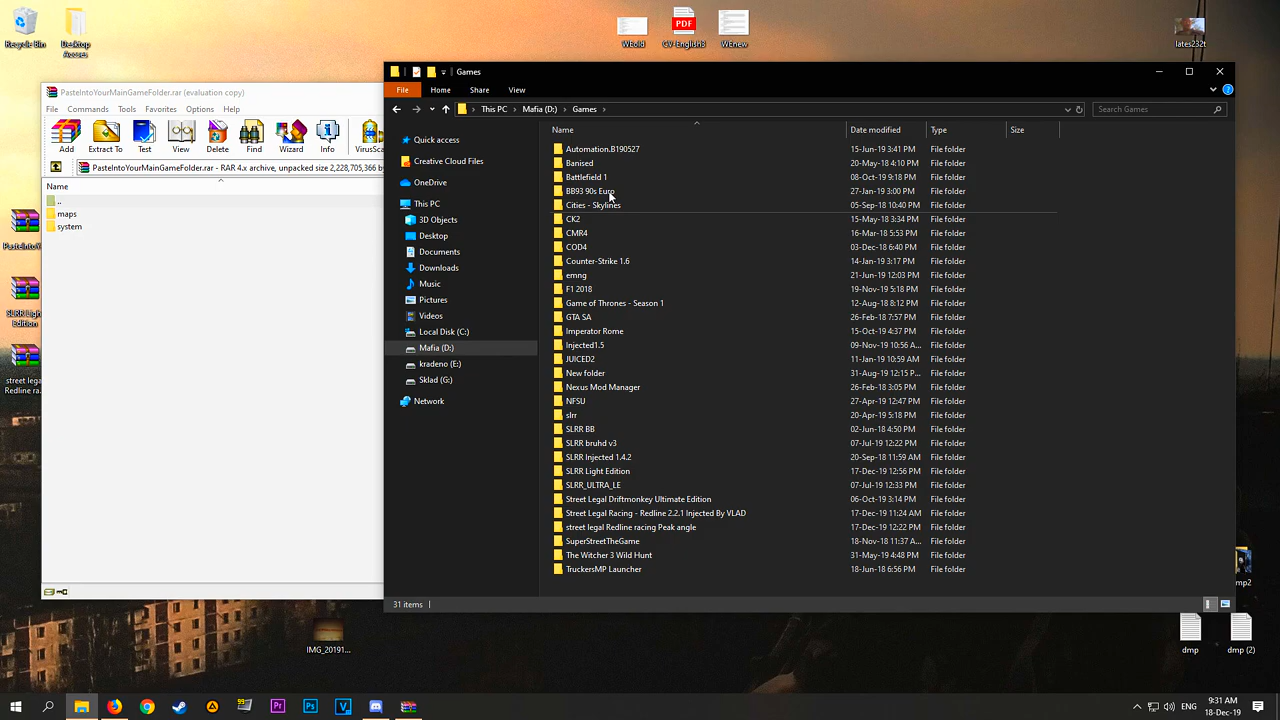 Recycle Bin
Desktop
AcCses
WEold
CV-English3
WEnew
lates232t
PDF
PasteIntoYourMainGameFolder.rar (evaluation copy)
File Commands Tools Favorites Options Help
Add Extract To Test View Delete Find Wizard Info VirusScan
PasteIntoYourMainGameFolder.rar - RAR 4.x archive, unpacked size 2,228,705,366 b
Name
..
maps
system
PasteIntoYo
SLRR Light
Edition
street legal
Redline ra...
Games
File Home Share View
This PC Mafia (D:) Games
Search Games
Quick access
Creative Cloud Files
OneDrive
This PC
3D Objects
Desktop
Documents
Downloads
Music
Pictures
Videos
Local Disk (C:)
Mafia (D:)
kradeno (E:)
Sklad (G:)
Network
Name Date modified Type Size
Automation.B190527 15-Jun-19 3:41 PM File folder
Banised 20-May-18 4:10 PM File folder
Battlefield 1 08-Oct-19 9:18 PM File folder
BB93 90s Euro 27-Jan-19 3:00 PM File folder
Cities - Skylines 05-Sep-18 10:40 PM File folder
CK2 15-May-18 3:34 PM File folder
CMR4 16-Mar-18 5:53 PM File folder
COD4 03-Dec-18 6:40 PM File folder
Counter-Strike 1.6 14-Jan-19 3:17 PM File folder
emng 21-Jun-19 12:03 PM File folder
F1 2018 19-Nov-19 5:18 PM File folder
Game of Thrones - Season 1 12-Aug-18 8:12 PM File folder
GTA SA 26-Feb-18 7:57 PM File folder
Imperator Rome 15-Oct-19 4:37 PM File folder
Injected1.5 09-Nov-19 10:56 A... File folder
JUICED2 11-Jan-19 10:59 AM File folder
New folder 31-Aug-19 12:15 P... File folder
Nexus Mod Manager 26-Feb-18 3:05 PM File folder
NFSU 27-Apr-19 12:47 PM File folder
slrr 20-Apr-19 5:18 PM File folder
SLRR BB 02-Jun-18 4:50 PM File folder
SLRR bruhd v3 07-Jul-19 12:22 PM File folder
SLRR Injected 1.4.2 20-Sep-18 11:59 AM File folder
SLRR Light Edition 17-Dec-19 12:56 PM File folder
SLRR_ULTRA_LE 07-Jul-19 12:33 PM File folder
Street Legal Driftmonkey Ultimate Edition 06-Oct-19 3:14 PM File folder
Street Legal Racing - Redline 2.2.1 Injected By VLAD 17-Dec-19 11:24 AM File folder
street legal Redline racing Peak angle 17-Dec-19 12:22 PM File folder
SuperStreetTheGame 18-Nov-18 11:37 A... File folder
The Witcher 3 Wild Hunt 31-May-19 4:48 PM File folder
TruckersMP Launcher 18-Jun-18 6:56 PM File folder
31 items
mp2
IMG_20191...
dmp
dmp (2)
99
Pr
Ps
V
ENG
9:31 AM
18-Dec-19